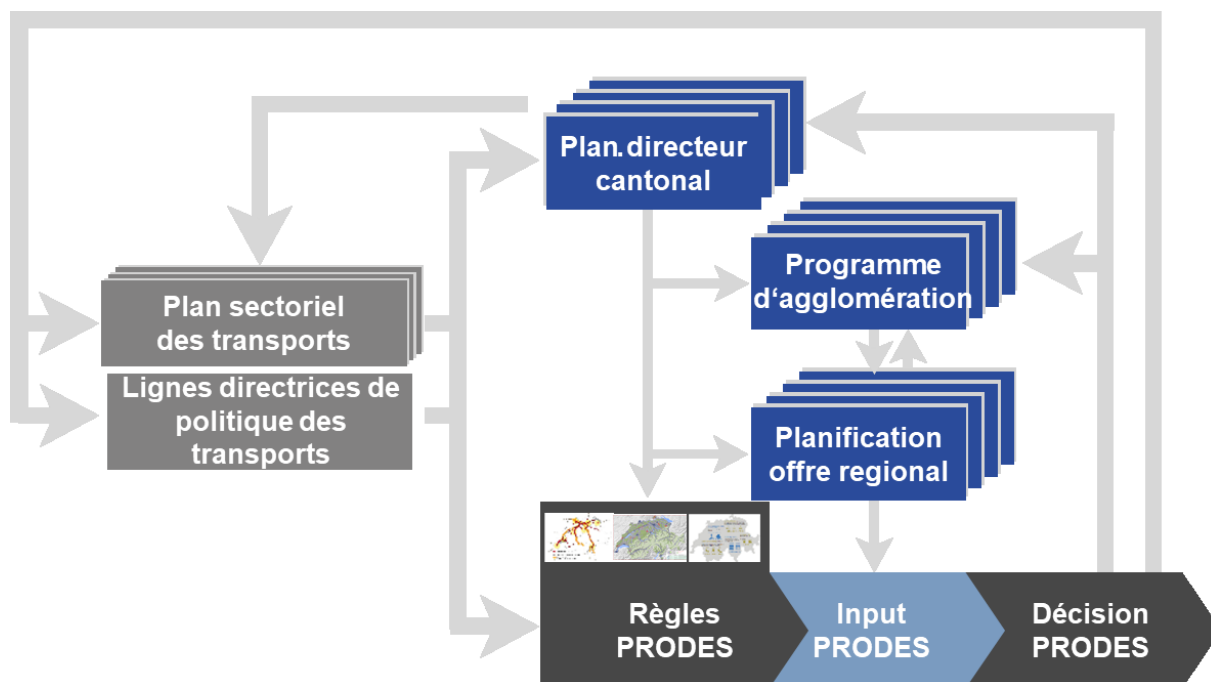 Plan. directeur
cantonal
Programme
d‘agglomération
Plan sectoriel
des transports
Lignes directrices de
politique des
transports
Planification
offre regional
Règles
PRODES
Input
PRODES
Décision
PRODES